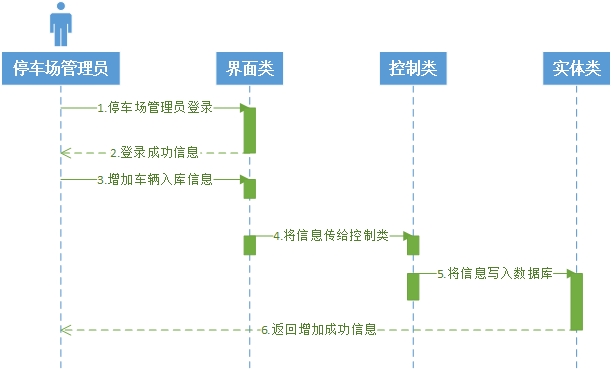 停车场管理员
界面类
控制类
实体类
1.停车场管理员登录
2.登录成功信息
3.增加车辆入库信息
4.将信息传给控制类
5.将信息写入数据库
6.返回增加成功信息